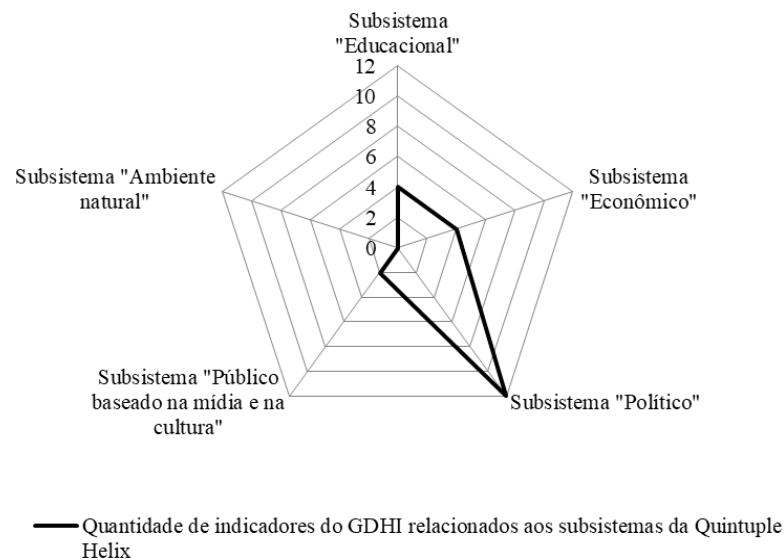 Subsistema
"Educacional"
12
10
8
6
4
2
0
Subsistema "Ambiente
natural"
Subsistema
"Econômico"
Subsistema "Público
baseado na mídia e na
cultura"
Subsistema "Político"
Quantidade de indicadores do GDHI relacionados aos subsistemas da Quintuple
Helix